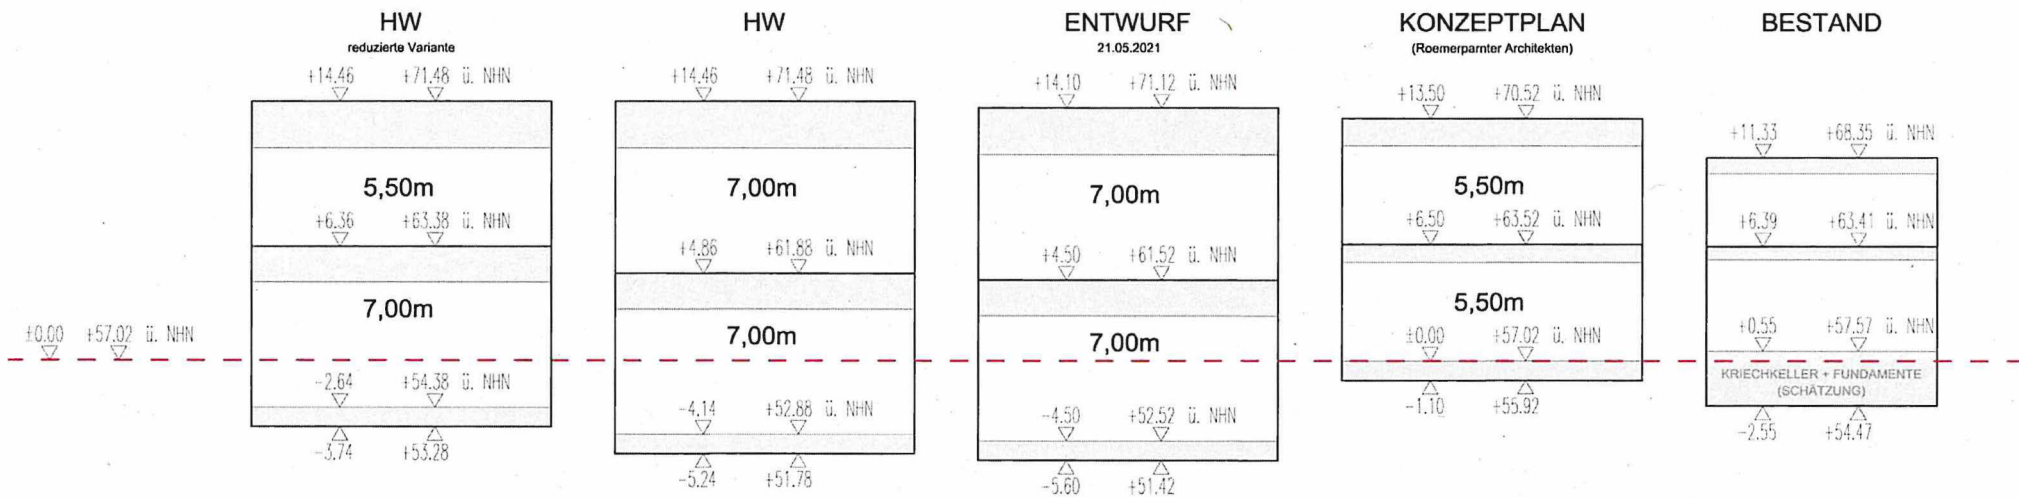 HW
reduzierte Variante
+14.46 +71.48 ü. NHN
5,50m
+6.36 +63.38 ü. NHN
7,00m
-2.64 +54.38 ü. NHN
-3.74 +53.28
HW
+14.46 +71.48 ü. NHN
7,00m
+4.86 +61.88 ü. NHN
7,00m
-4.14 +52.88 ü. NHN
-5.24 +51.78
ENTWURF
21.05.2021
+14.10 +71.12 ü. NHN
7,00m
+4.50 +61.52 ü. NHN
7,00m
-4.50 +52.52 ü. NHN
-5.60 +51.42
KONZEPTPLAN
(Roemerparnter Architekten)
+13.50 +70.52 ü. NHN
5,50m
+6.50 +63.52 ü. NHN
5,50m
±0.00 +57.02 ü. NHN
-1.10 +55.92
BESTAND
+11.33 +68.35 ü. NHN
+6.39 +63.41 ü. NHN
+0.55 +57.57 ü. NHN
KRIECHKELLER + FUNDAMENTE
(SCHÄTZUNG)
-2.55 +54.47
±0.00 +57.02 ü. NHN